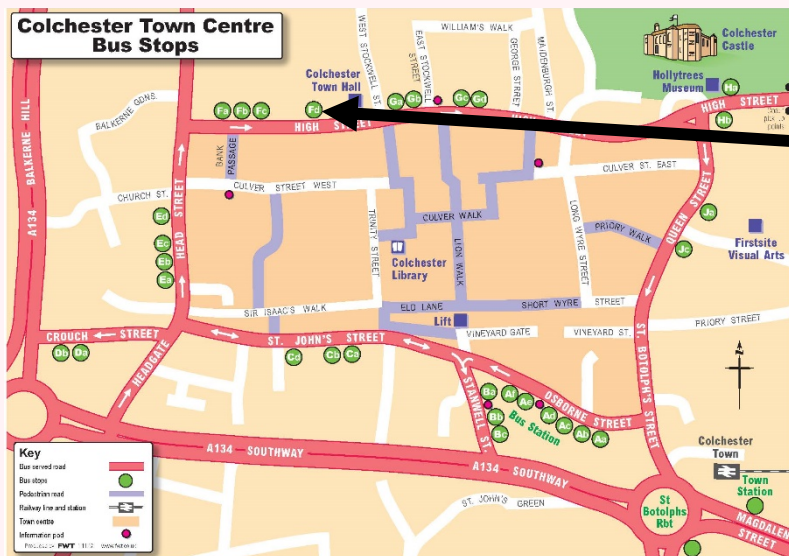 Colchester Town Centre
Bus Stops
BALKERNE HILL
A134
BALKERNE GDNS.
CHURCH ST.
HEAD STREET
Fa
Fb
Fc
Fd
Colchester
Town Hall
WEST STOCKWELL ST.
EAST STOCKWELL
STREET
WILLIAM'S WALK
GEORGE STRRET
MAIDENBURGH ST.
Ga
Gb
Gc
Gd
Colchester
Castle
Hollytrees
Museum
Ha
Hb
HIGH STREET
HIGH STREET
BANK
PASSAGE
CULVER STREET WEST
CULVER ST. EAST
TRINITY STREET
CULVER WALK
LION WALK
LONG WYRE STREET
PRIORY WALK
QUEEN STREET
Ja
Jc
Firstsite
Visual Arts
Ed
Ec
Eb
Ea
Colchester
Library
SIR ISAAC'S WALK
ELD LANE
SHORT WYRE STREET
Lift
VINEYARD GATE
VINEYARD ST.
PRIORY STREET
CROUCH STREET
Db
Da
HEADGATE
ST. JOHN'S STREET
Cd
Cb
Ca
STANWELL ST.
OSBORNE STREET
ST. BOTOLPH'S STREET
Ba
Bb
Bc
Af
Ae
Ad
Ac
Ab
Aa
Bus Station
N
A134 SOUTHWAY
A134 SOUTHWAY
Colchester
Town
Town
Station
ST. JOHN'S
GREEN
St
Botolphs
Rbt
MAGDALEN
STREET
Key
Bus served road
Bus stops
Pedestrian road
Railway line and station
Town centre
Information pod
Produced by FWT